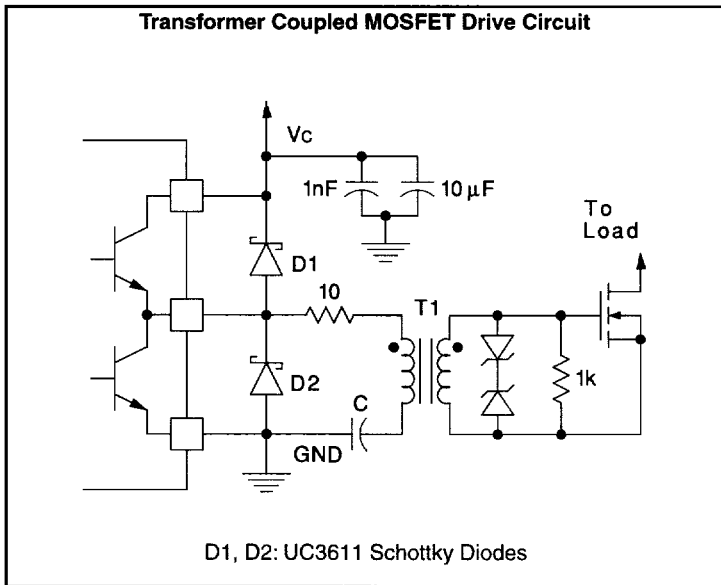 Transformer Coupled MOSFET Drive Circuit
Vc
1nF
10 µF
To
Load
D1
10
T1
D2
C
1k
GND
D1, D2: UC3611 Schottky Diodes